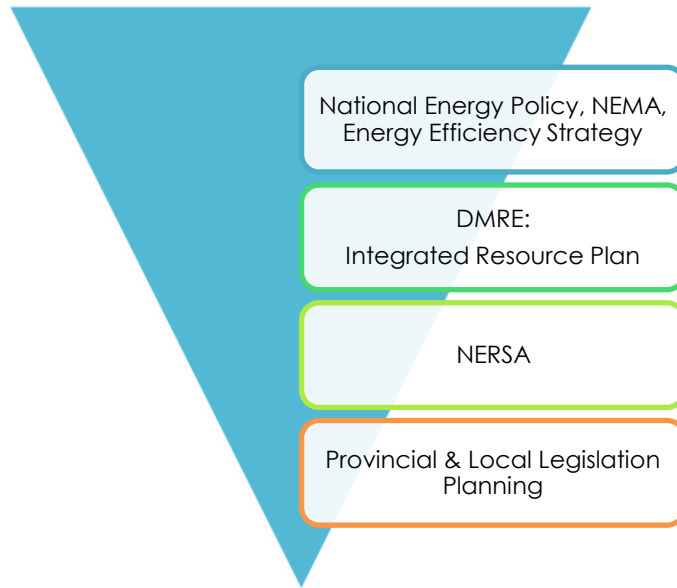 National Energy Policy, NEMA,
Energy Efficiency Strategy
DMRE:
Integrated Resource Plan
NERSA
Provincial & Local Legislation
Planning